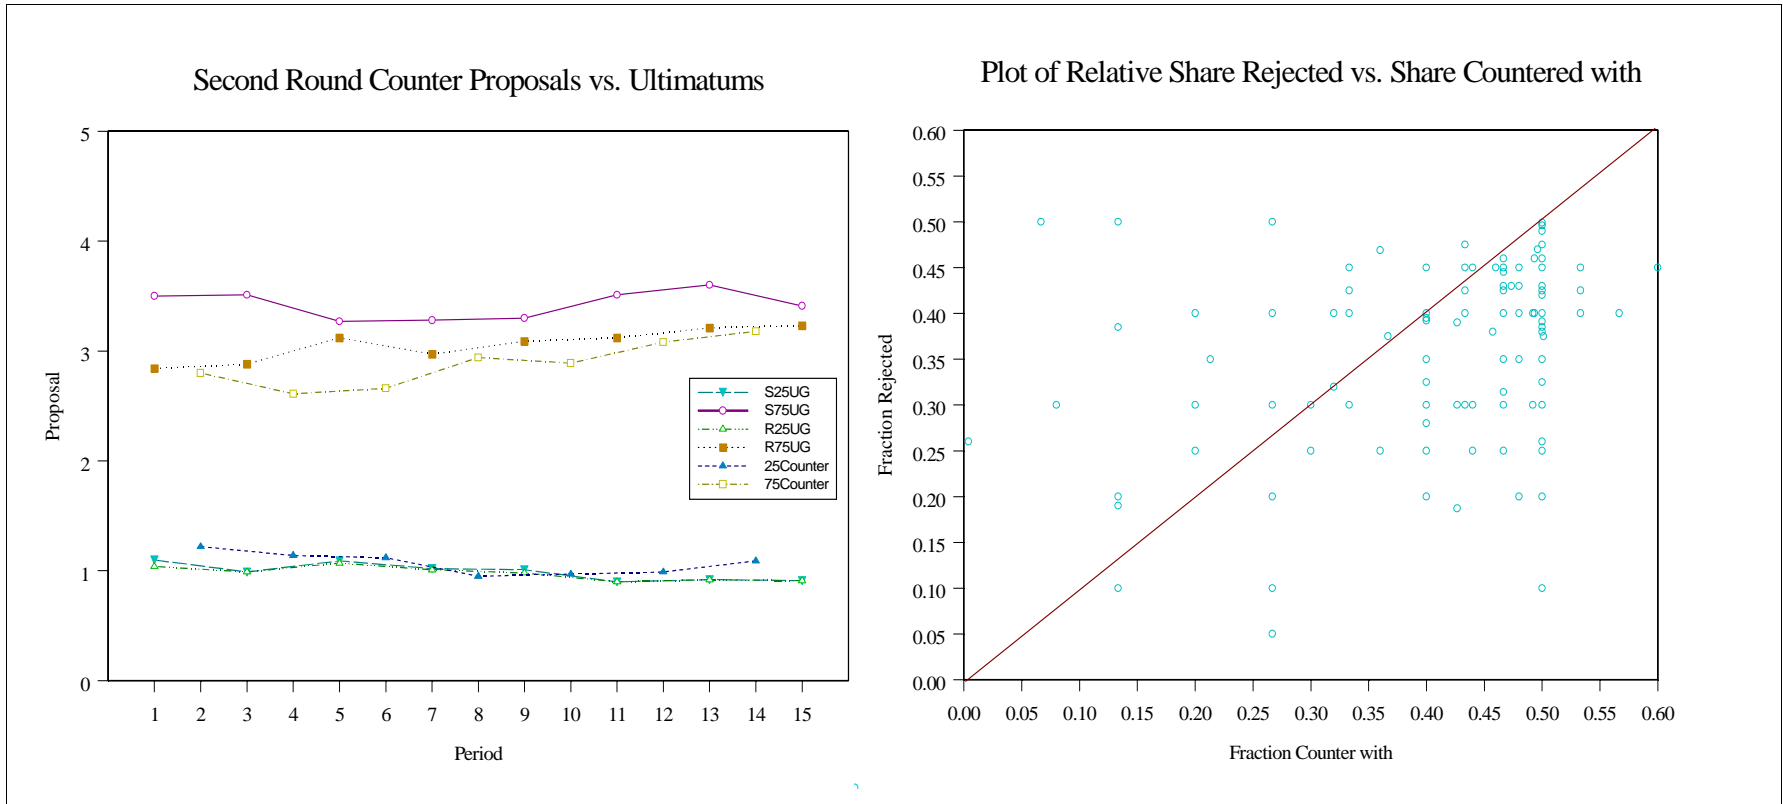 Second Round Counter Proposals vs. Ultimatums
5
4
3
2
1
0
Proposal
1 2 3 4 5 6 7 8 9 10 11 12 13 14 15
Period
S25UG
S75UG
R25UG
R75UG
25Counter
75Counter
Plot of Relative Share Rejected vs. Share Countered with
0.60
0.55
0.50
0.45
0.40
0.35
0.30
0.25
0.20
0.15
0.10
0.05
0.00
Fraction Rejected
0.00 0.05 0.10 0.15 0.20 0.25 0.30 0.35 0.40 0.45 0.50 0.55 0.60
Fraction Counter with